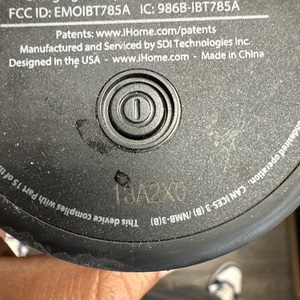 FCC ID: EMOIBT785A IC: 986B-IBT785A
Patents: www.iHome.com/patents
Manufactured and Serviced by SDI Technologies Inc.
Designed in the USA - www.iHome.com - Made in China
10A2X0
operation. CAN ICES-3 (B) / NMB-3(B)
This device complies with Part 15 of